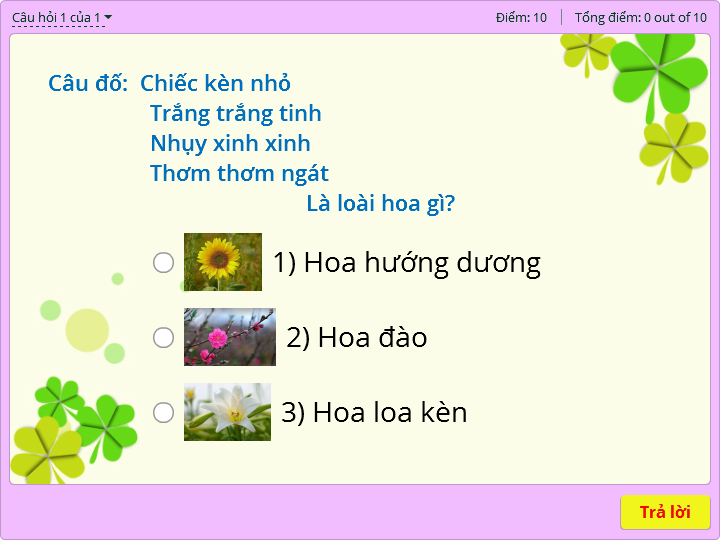 Câu hỏi 1 của 1
Điểm: 10
Tổng điểm: 0 out of 10
Câu đố: Chiếc kèn nhỏ
Trắng trắng tinh
Nhụy xinh xinh
Thơm thơm ngát
Là loài hoa gì?
1) Hoa hướng dương
2) Hoa đào
3) Hoa loa kèn
Trả lời